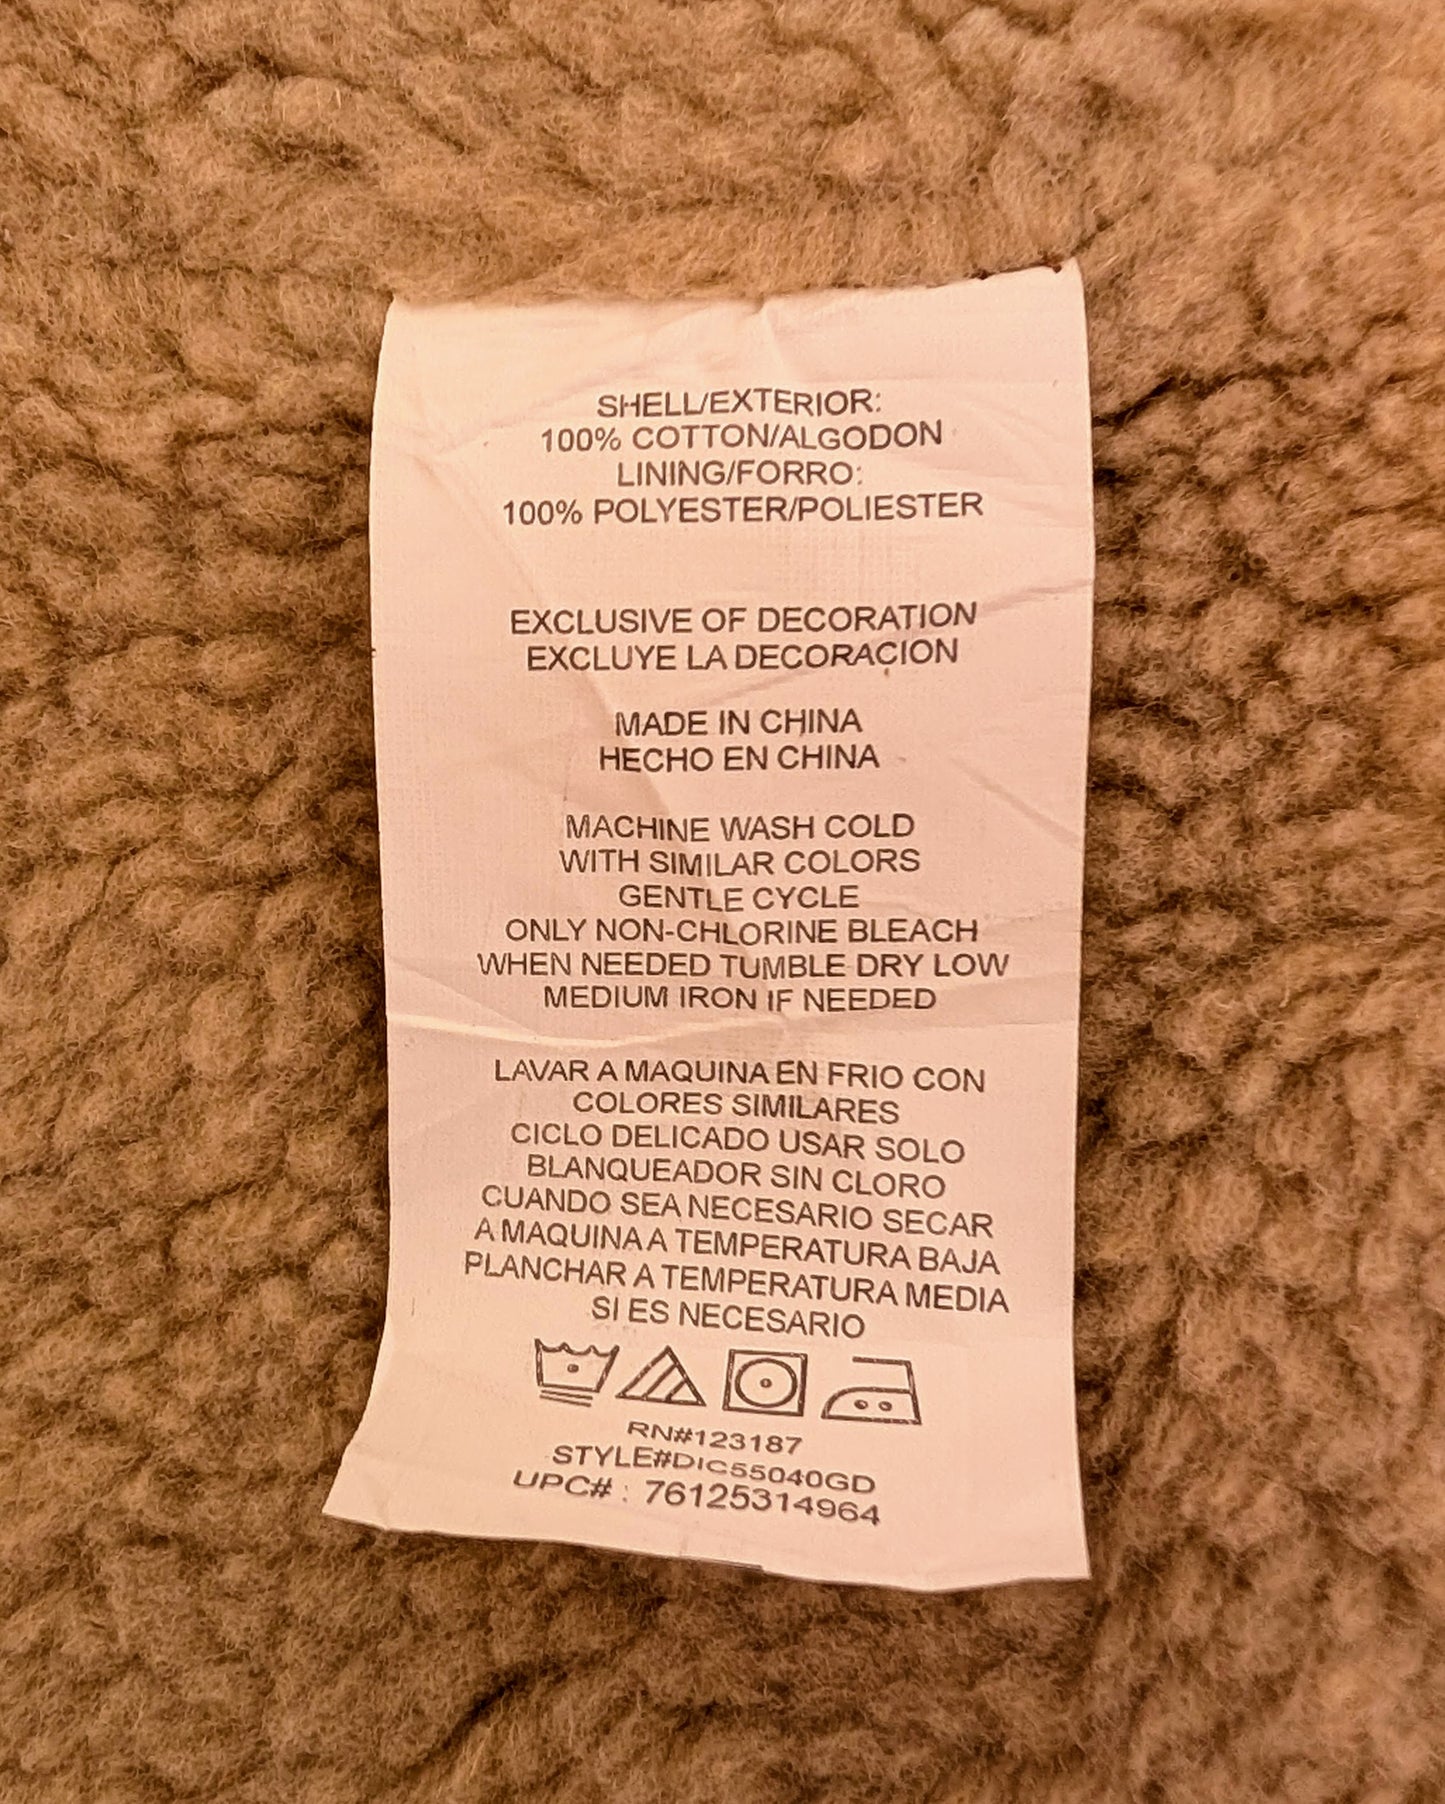 SHELL/EXTERIOR:
100% COTTON/ALGODON
LINING/FORRO:
100% POLYESTER/POLIESTER
EXCLUSIVE OF DECORATION
EXCLUYE LA DECORACION
MADE IN CHINA
HECHO EN CHINA
MACHINE WASH COLD
WITH SIMILAR COLORS
GENTLE CYCLE
ONLY NON-CHLORINE BLEACH
WHEN NEEDED TUMBLE DRY LOW
MEDIUM IRON IF NEEDED
LAVAR A MAQUINA EN FRIO CON
COLORES SIMILARES
CICLO DELICADO USAR SOLO
BLANQUEADOR SIN CLORO
CUANDO SEA NECESARIO SECAR
A MAQUINA A TEMPERATURA BAJA
PLANCHAR A TEMPERATURA MEDIA
SI ES NECESARIO
RN#123187
STYLE#DIC55040GD
UPC# : 76125314964